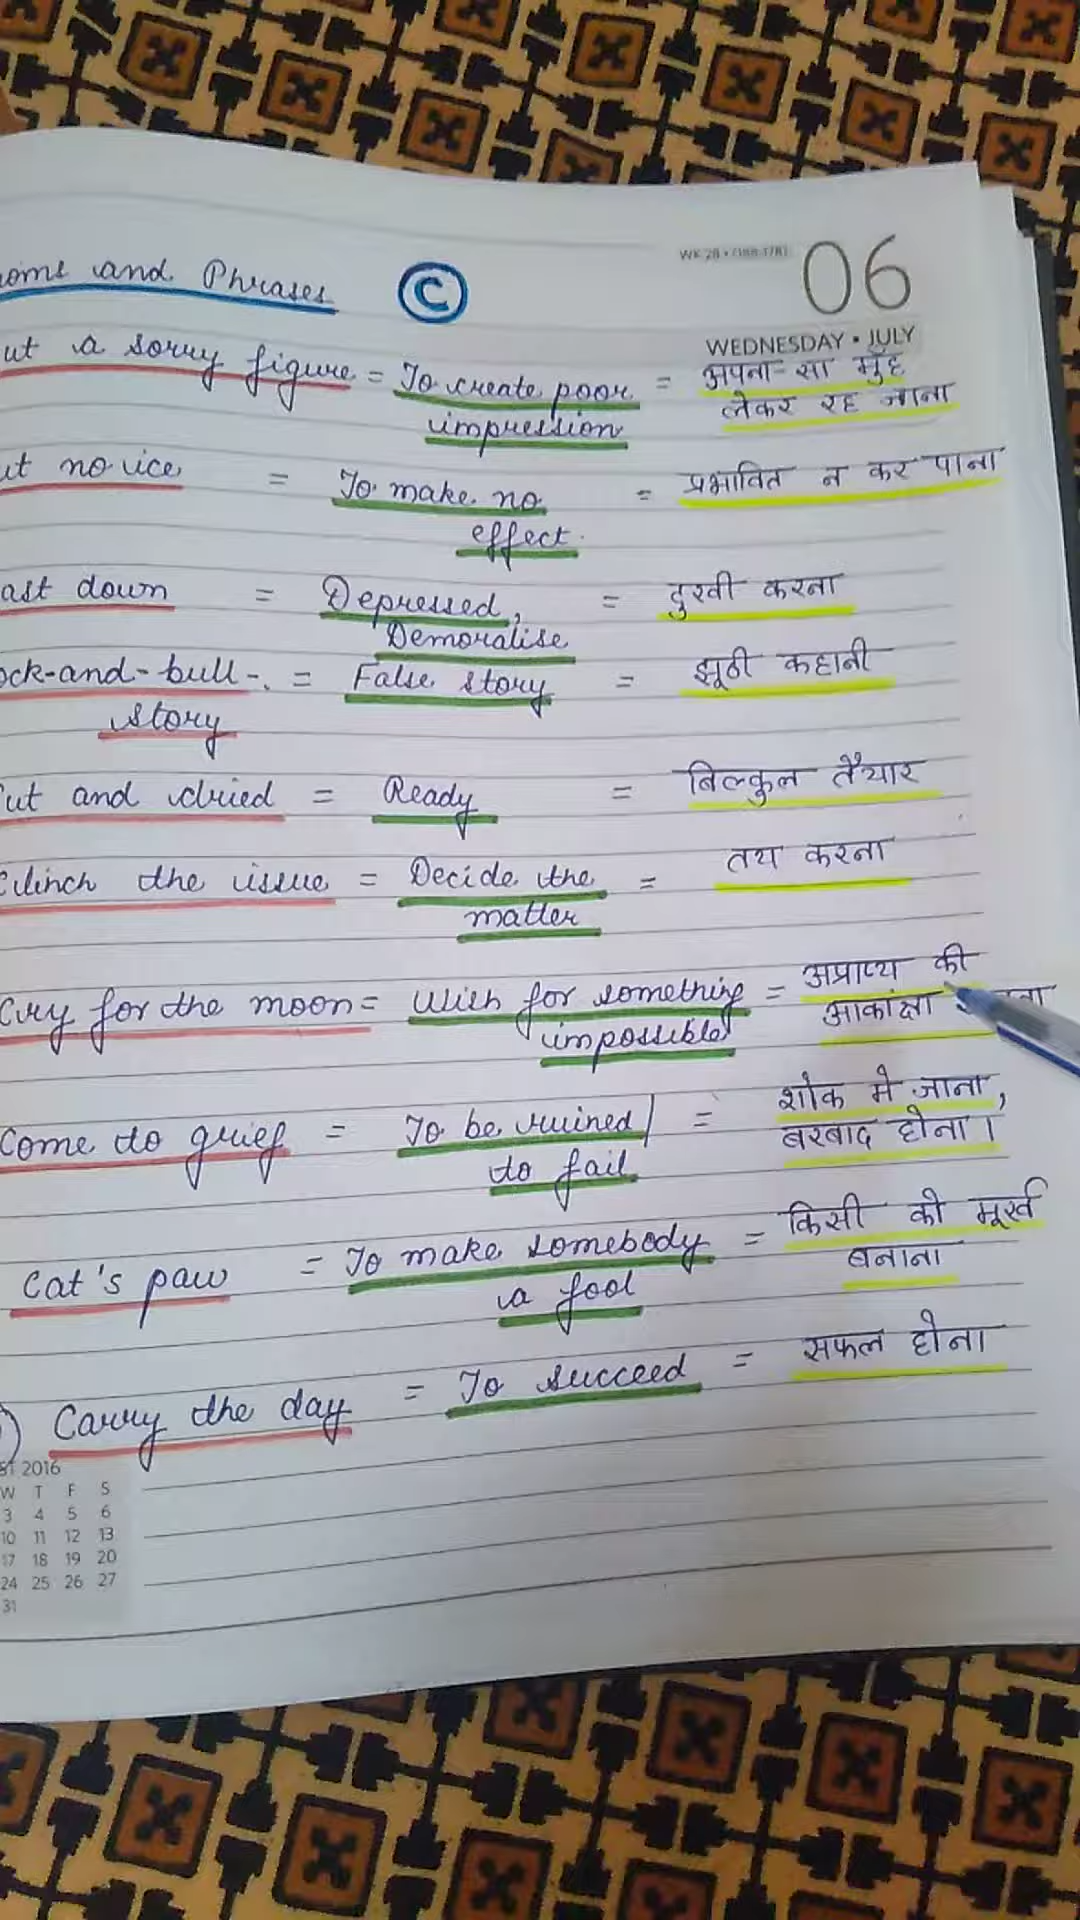 ioms and Phrases C
WK 28 • (188-178) 06
WEDNESDAY • JULY
ut a sorry figure = To create poor = अपना-सा मुँह
impression लेकर रह जाना
ut no ice = To make no = प्रभावित न कर पाना
effect.
ast down = Depressed, = दुखी करना
Demoralise
ock-and-bull- = False story = झूठी कहानी
story
ut and dried = Ready = बिल्कुल तैयार
Clinch the issue = Decide the = तय करना
matter
Cry for the moon = Wish for something = अप्राप्य की
impossible आकांक्षा
Come to grief = To be ruined/ = शोक मे जाना,
to fail बरबाद होना।
Cat's paw = To make somebody = किसी को मूर्ख
a fool बनाना
) Carry the day = To succeed = सफल होना
ST 2016
W T F S
3 4 5 6
10 11 12 13
17 18 19 20
24 25 26 27
31